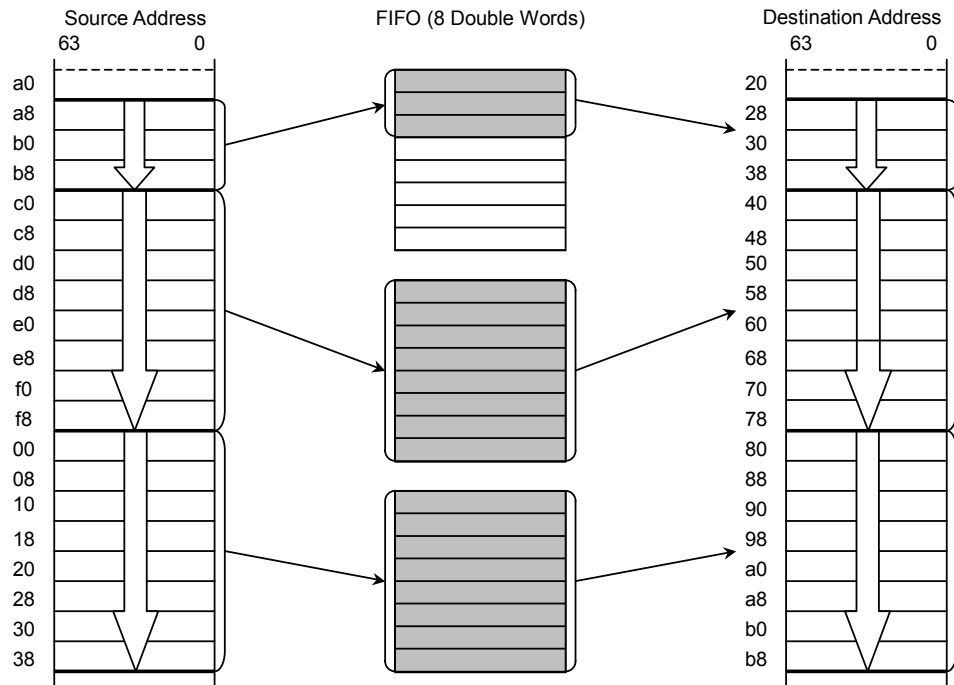 Source Address
FIFO (8 Double Words)
Destination Address
63 0
63 0
a0
a8
b0
b8
c0
c8
d0
d8
e0
e8
f0
f8
00
08
10
18
20
28
30
38
20
28
30
38
40
48
50
58
60
68
70
78
80
88
90
98
a0
a8
b0
b8